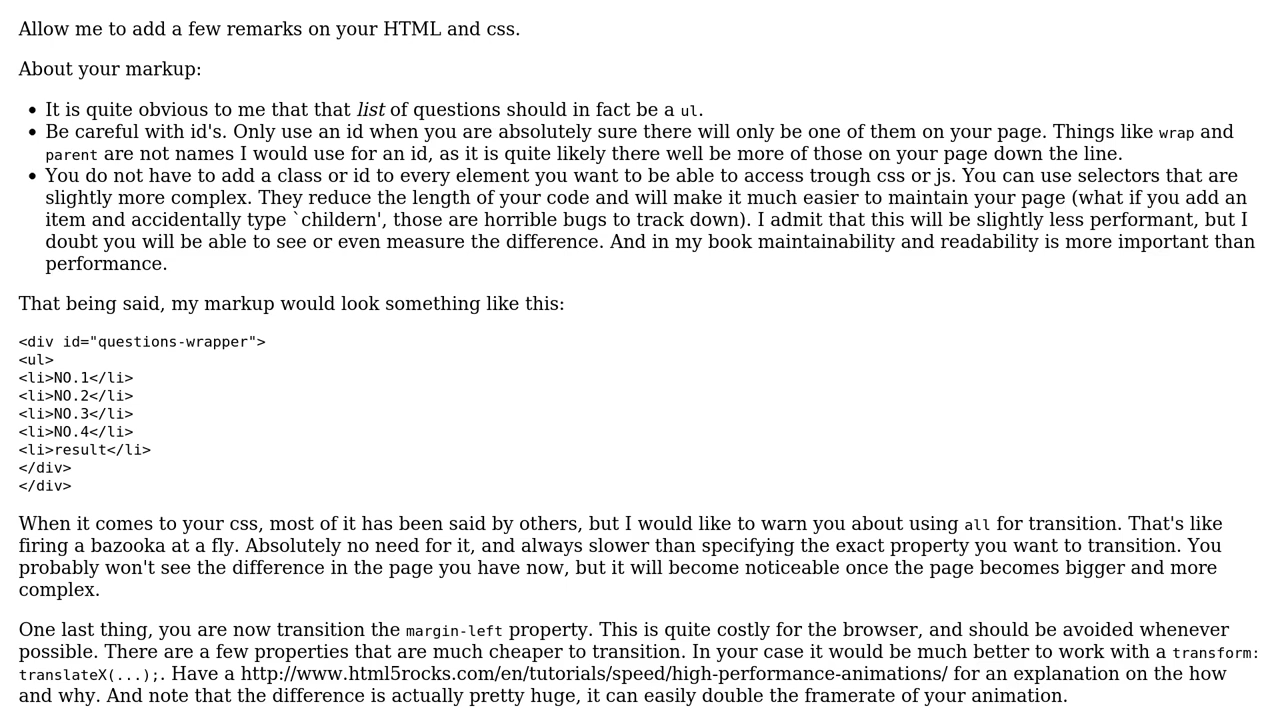 Allow me to add a few remarks on your HTML and css.
About your markup:
• It is quite obvious to me that that list of questions should in fact be a ul.
• Be careful with id's. Only use an id when you are absolutely sure there will only be one of them on your page. Things like wrap and
parent are not names I would use for an id, as it is quite likely there well be more of those on your page down the line.
• You do not have to add a class or id to every element you want to be able to access trough css or js. You can use selectors that are
slightly more complex. They reduce the length of your code and will make it much easier to maintain your page (what if you add an
item and accidentally type `childern', those are horrible bugs to track down). I admit that this will be slightly less performant, but I
doubt you will be able to see or even measure the difference. And in my book maintainability and readability is more important than
performance.
That being said, my markup would look something like this:
<div id="questions-wrapper">
<ul>
<li>NO.1</li>
<li>NO.2</li>
<li>NO.3</li>
<li>NO.4</li>
<li>result</li>
</div>
</div>
When it comes to your css, most of it has been said by others, but I would like to warn you about using all for transition. That's like
firing a bazooka at a fly. Absolutely no need for it, and always slower than specifying the exact property you want to transition. You
probably won't see the difference in the page you have now, but it will become noticeable once the page becomes bigger and more
complex.
One last thing, you are now transition the margin-left property. This is quite costly for the browser, and should be avoided whenever
possible. There are a few properties that are much cheaper to transition. In your case it would be much better to work with a transform:
translateX(...);. Have a http://www.html5rocks.com/en/tutorials/speed/high-performance-animations/ for an explanation on the how
and why. And note that the difference is actually pretty huge, it can easily double the framerate of your animation.